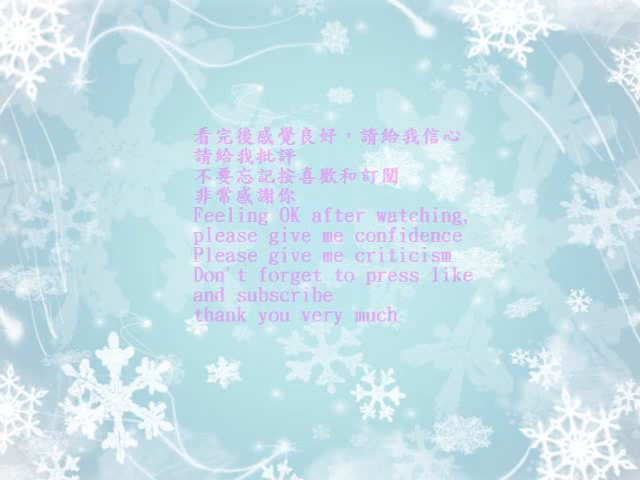 看完後感覺良好，請給我信心
請給我批評
不要忘記按喜歡和訂閱
非常感謝你
Feeling OK after watching,
please give me confidence
Please give me criticism
Don't forget to press like
and subscribe
thank you very much